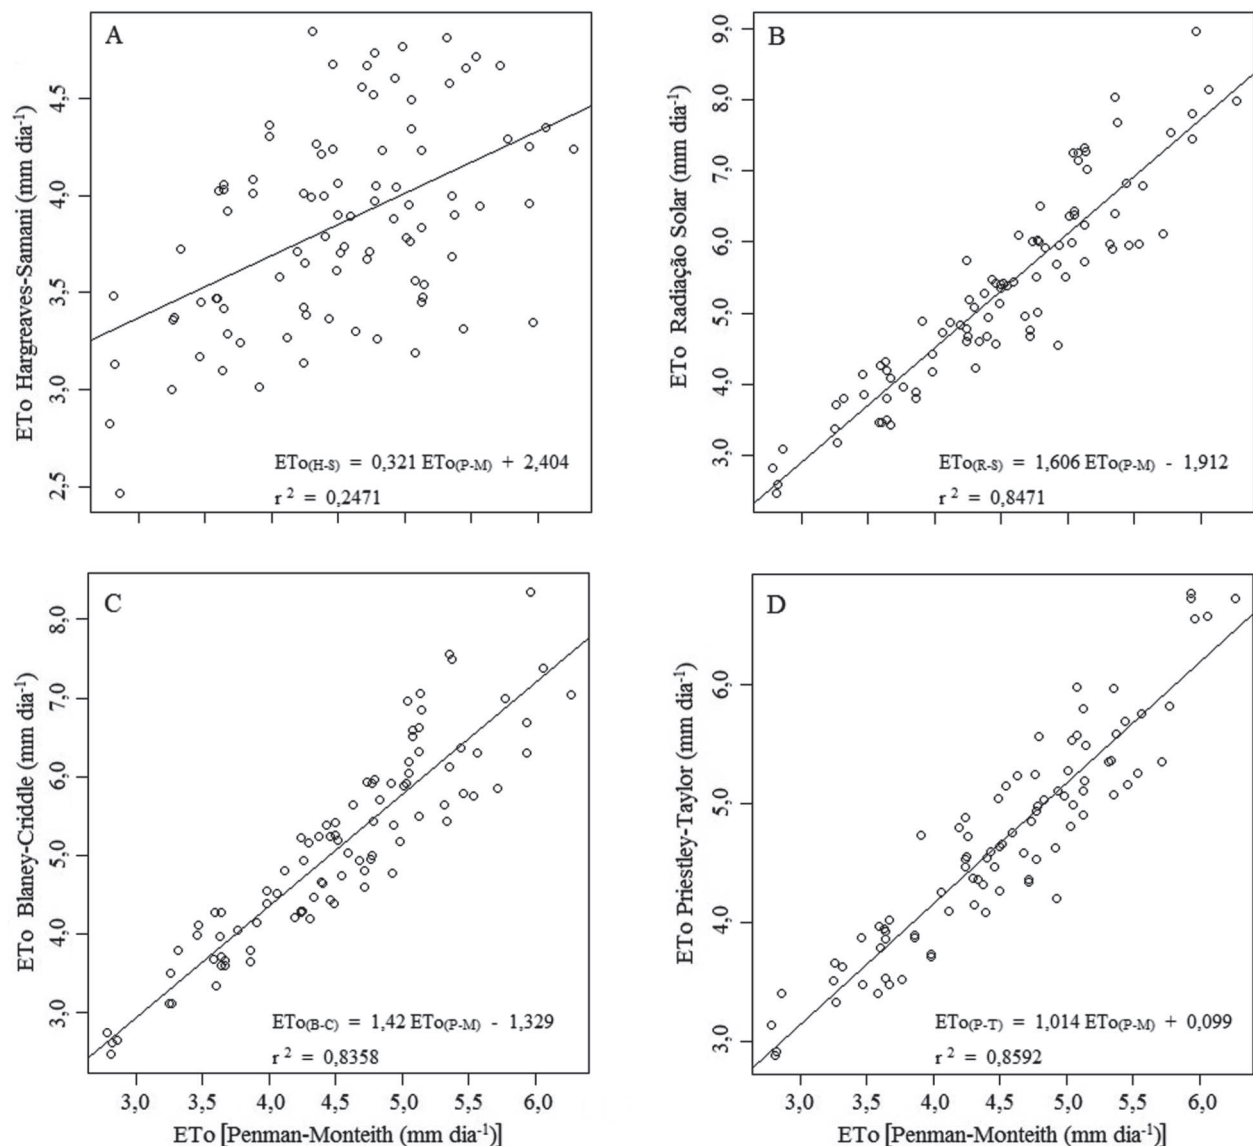 A
ETo Hargreaves-Samani (mm dia⁻¹)
4,5
4,0
3,5
3,0
2,5
ETo(H-S) = 0,321 ETo(P-M) + 2,404
r ² = 0,2471
B
ETo Radiação Solar (mm dia⁻¹)
9,0
8,0
7,0
6,0
5,0
4,0
3,0
ETo(R-S) = 1,606 ETo(P-M) - 1,912
r ² = 0,8471
C
ETo Blaney-Criddle (mm dia⁻¹)
8,0
7,0
6,0
5,0
4,0
3,0
ETo(B-C) = 1,42 ETo(P-M) - 1,329
r ² = 0,8358
3,0 3,5 4,0 4,5 5,0 5,5 6,0
ETo [Penman-Monteith (mm dia⁻¹)]
D
ETo Priestley-Taylor (mm dia⁻¹)
6,0
5,0
4,0
3,0
ETo(P-T) = 1,014 ETo(P-M) + 0,099
r ² = 0,8592
3,0 3,5 4,0 4,5 5,0 5,5 6,0
ETo [Penman-Monteith (mm dia⁻¹)]